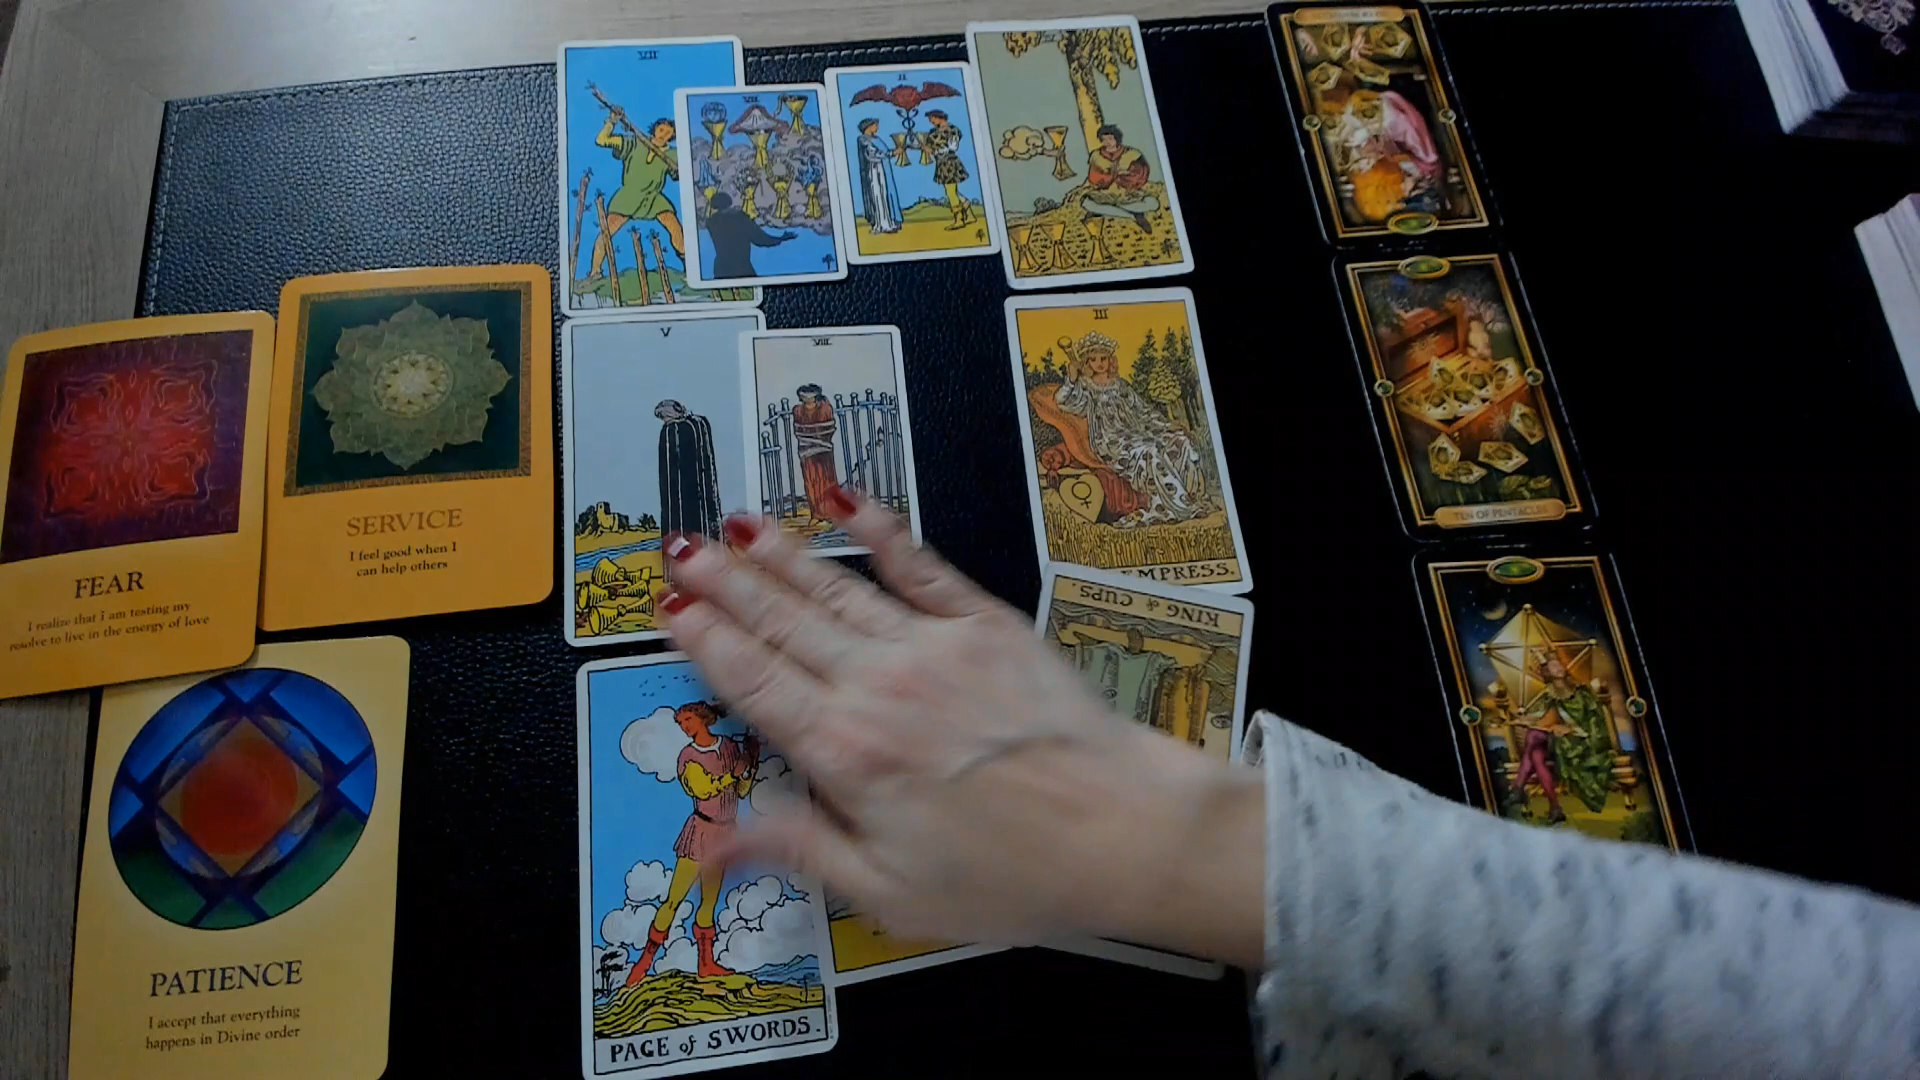 VII
VII
II
IV
V
VIII
III
EMPRESS.
KING of CUPS.
TEN OF PENTACLES
FEAR
I realize that i am testing my
resolve to live in the energy of love
SERVICE
I feel good when I
can help others
PATIENCE
I accept that everything
happens in Divine order
PAGE of SWORDS.